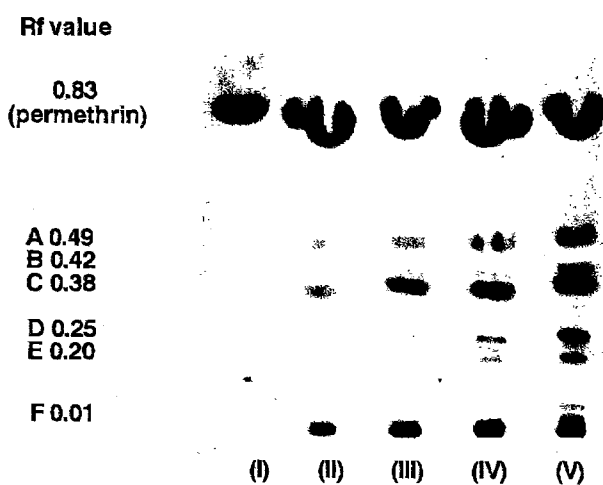 Rf value
0.83
(permethrin)
A 0.49
B 0.42
C 0.38
D 0.25
E 0.20
F 0.01
(I) (II) (III) (IV) (V)